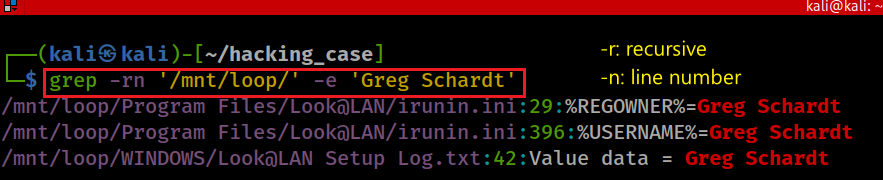 kali@kali: ~
(kali㉿kali)-[~/hacking_case]
-r: recursive
$ grep -rn '/mnt/loop/' -e 'Greg Schardt'
-n: line number
/mnt/loop/Program Files/Look@LAN/irunin.ini:29:%REGOWNER%=Greg Schardt
/mnt/loop/Program Files/Look@LAN/irunin.ini:396:%USERNAME%=Greg Schardt
/mnt/loop/WINDOWS/Look@LAN Setup Log.txt:42:Value data = Greg Schardt